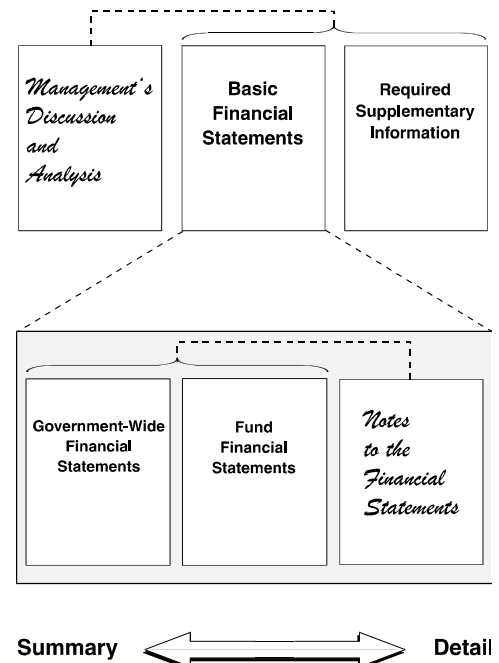 Management's
Discussion
and
Analysis
Basic
Financial
Statements
Required
Supplementary
Information
Government-Wide
Financial
Statements
Fund
Financial
Statements
Notes
to the
Financial
Statements
Summary
Detail